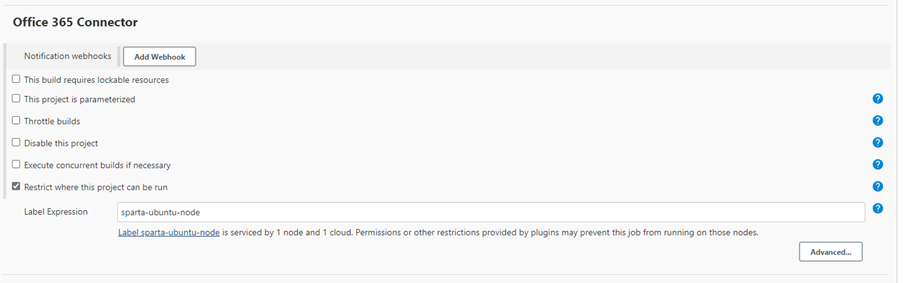 Office 365 Connector
Notification webhooks Add Webhook
This build requires lockable resources
This project is parameterized ?
Throttle builds ?
Disable this project ?
Execute concurrent builds if necessary ?
Restrict where this project can be run ?
Label Expression sparta-ubuntu-node ?
Label sparta-ubuntu-node is serviced by 1 node and 1 cloud. Permissions or other restrictions provided by plugins may prevent this job from running on those nodes.
Advanced...